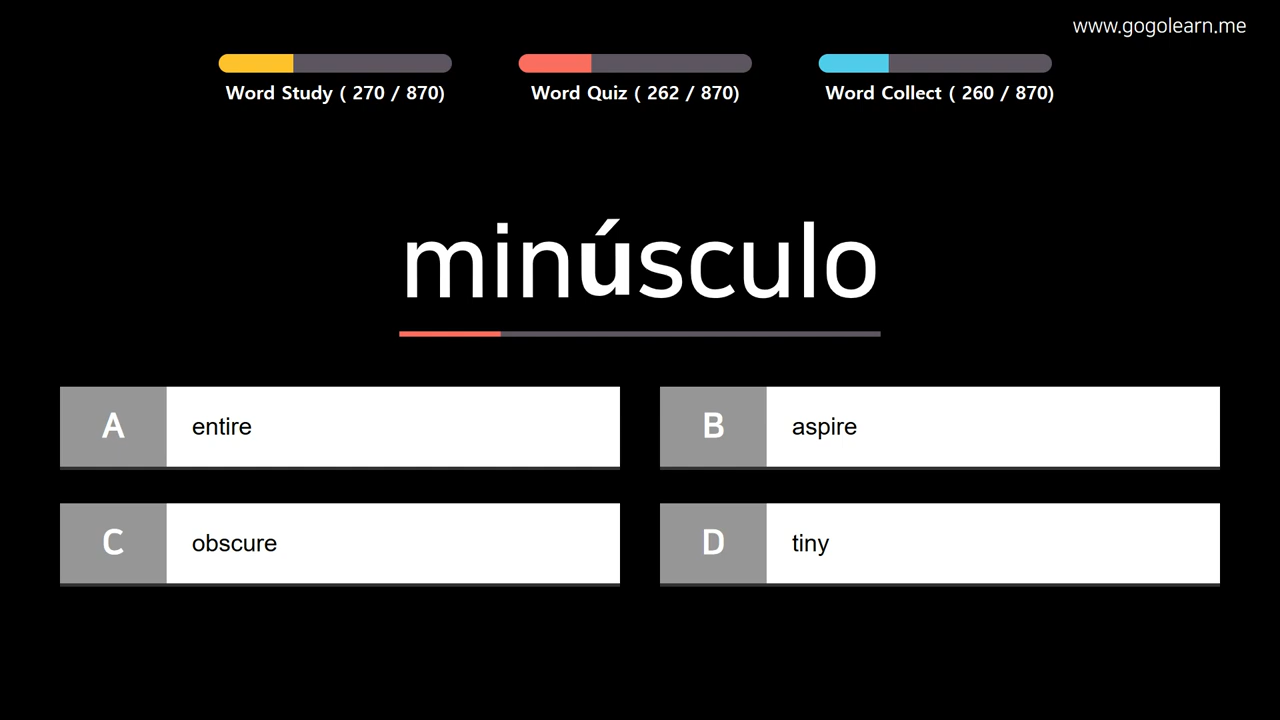 www.gogolearn.me
Word Study ( 270 / 870)
Word Quiz ( 262 / 870)
Word Collect ( 260 / 870)
minúsculo
A entire
B aspire
C obscure
D tiny